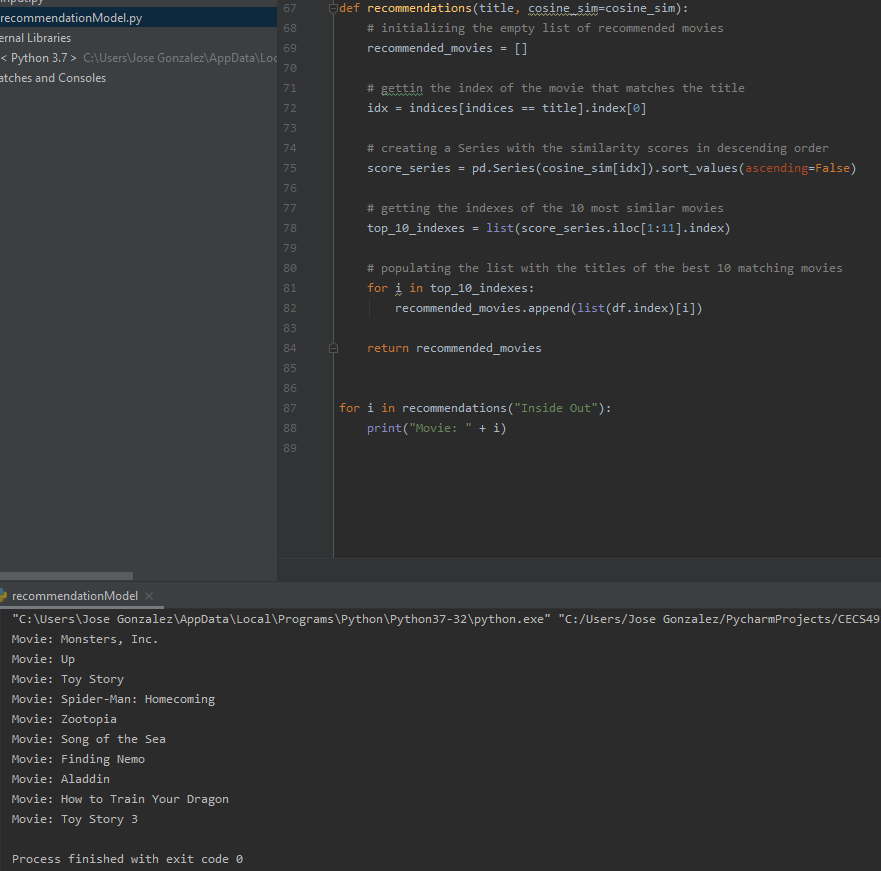 recommendationModel.py
ernal Libraries
< Python 3.7 > C:\Users\Jose Gonzalez\AppData\Loc
atches and Consoles
67 def recommendations(title, cosine_sim=cosine_sim):
68 # initializing the empty list of recommended movies
69 recommended_movies = []
70
71 # gettin the index of the movie that matches the title
72 idx = indices[indices == title].index[0]
73
74 # creating a Series with the similarity scores in descending order
75 score_series = pd.Series(cosine_sim[idx]).sort_values(ascending=False)
76
77 # getting the indexes of the 10 most similar movies
78 top_10_indexes = list(score_series.iloc[1:11].index)
79
80 # populating the list with the titles of the best 10 matching movies
81 for i in top_10_indexes:
82 recommended_movies.append(list(df.index)[i])
83
84 return recommended_movies
85
86
87 for i in recommendations("Inside Out"):
88 print("Movie: " + i)
89
recommendationModel
"C:\Users\Jose Gonzalez\AppData\Local\Programs\Python\Python37-32\python.exe" "C:/Users/Jose Gonzalez/PycharmProjects/CECS49
Movie: Monsters, Inc.
Movie: Up
Movie: Toy Story
Movie: Spider-Man: Homecoming
Movie: Zootopia
Movie: Song of the Sea
Movie: Finding Nemo
Movie: Aladdin
Movie: How to Train Your Dragon
Movie: Toy Story 3
Process finished with exit code 0